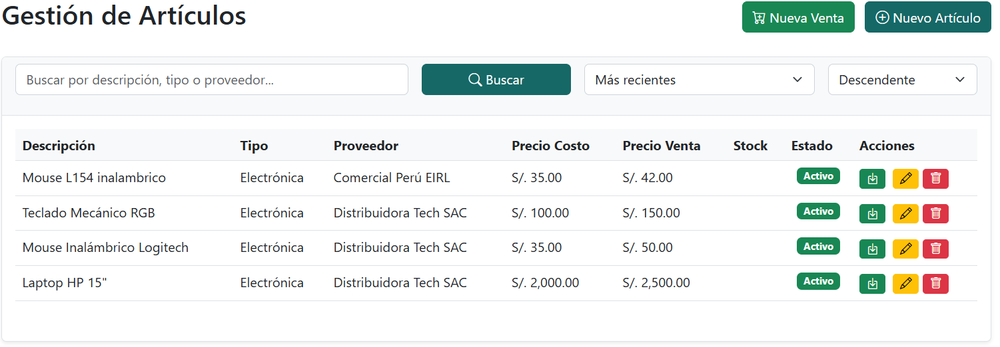 Gestión de Artículos
Nueva Venta
Nuevo Artículo
Buscar por descripción, tipo o proveedor...
Buscar
Más recientes
Descendente
Descripción Tipo Proveedor Precio Costo Precio Venta Stock Estado Acciones
Mouse L154 inalambrico Electrónica Comercial Perú EIRL S/. 35.00 S/. 42.00 Activo
Teclado Mecánico RGB Electrónica Distribuidora Tech SAC S/. 100.00 S/. 150.00 Activo
Mouse Inalámbrico Logitech Electrónica Distribuidora Tech SAC S/. 35.00 S/. 50.00 Activo
Laptop HP 15" Electrónica Distribuidora Tech SAC S/. 2,000.00 S/. 2,500.00 Activo